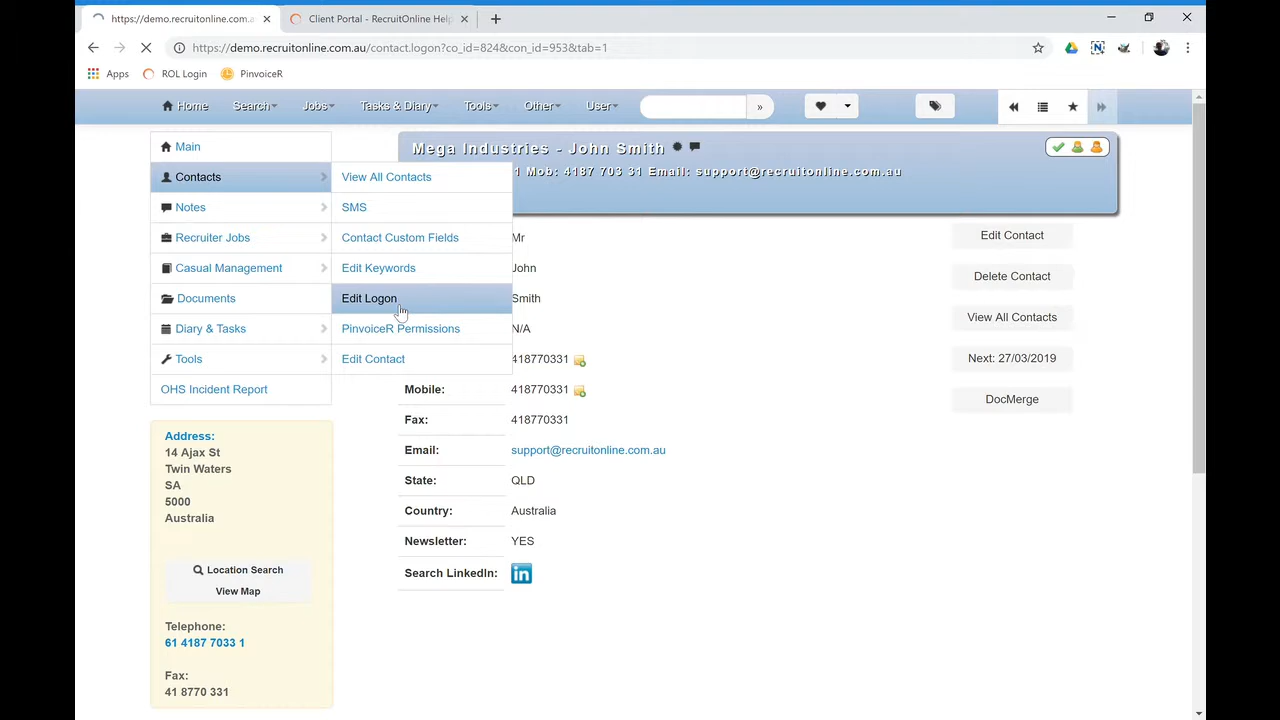 https://demo.recruitonline.com.a
Client Portal - RecruitOnline Help
https://demo.recruitonline.com.au/contact.logon?co_id=824&con_id=953&tab=1
Apps
ROL Login
PinvoiceR
Home
Search
Jobs
Tasks & Diary
Tools
Other
User
»
Main
Contacts
Notes
Recruiter Jobs
Casual Management
Documents
Diary & Tasks
Tools
OHS Incident Report
View All Contacts
SMS
Contact Custom Fields
Edit Keywords
Edit Logon
PinvoiceR Permissions
Edit Contact
Mega Industries - John Smith
1 Mob: 4187 703 31 Email: support@recruitonline.com.au
Mr
John
Smith
N/A
418770331
Mobile: 418770331
Fax: 418770331
Email: support@recruitonline.com.au
State: QLD
Country: Australia
Newsletter: YES
Search LinkedIn: in
Edit Contact
Delete Contact
View All Contacts
Next: 27/03/2019
DocMerge
Address:
14 Ajax St
Twin Waters
SA
5000
Australia
Location Search
View Map
Telephone:
61 4187 7033 1
Fax:
41 8770 331